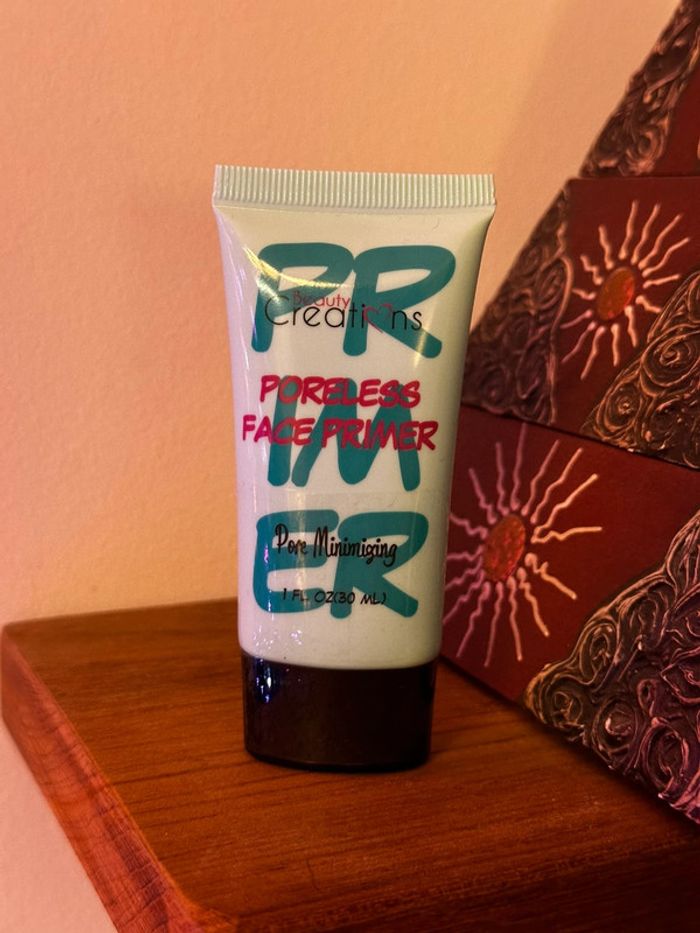 PR
Beauty
Creations
PORELESS
FACE PRIMER
IM
Pore Minimizing
ER
1 FL. OZ(30 ML)